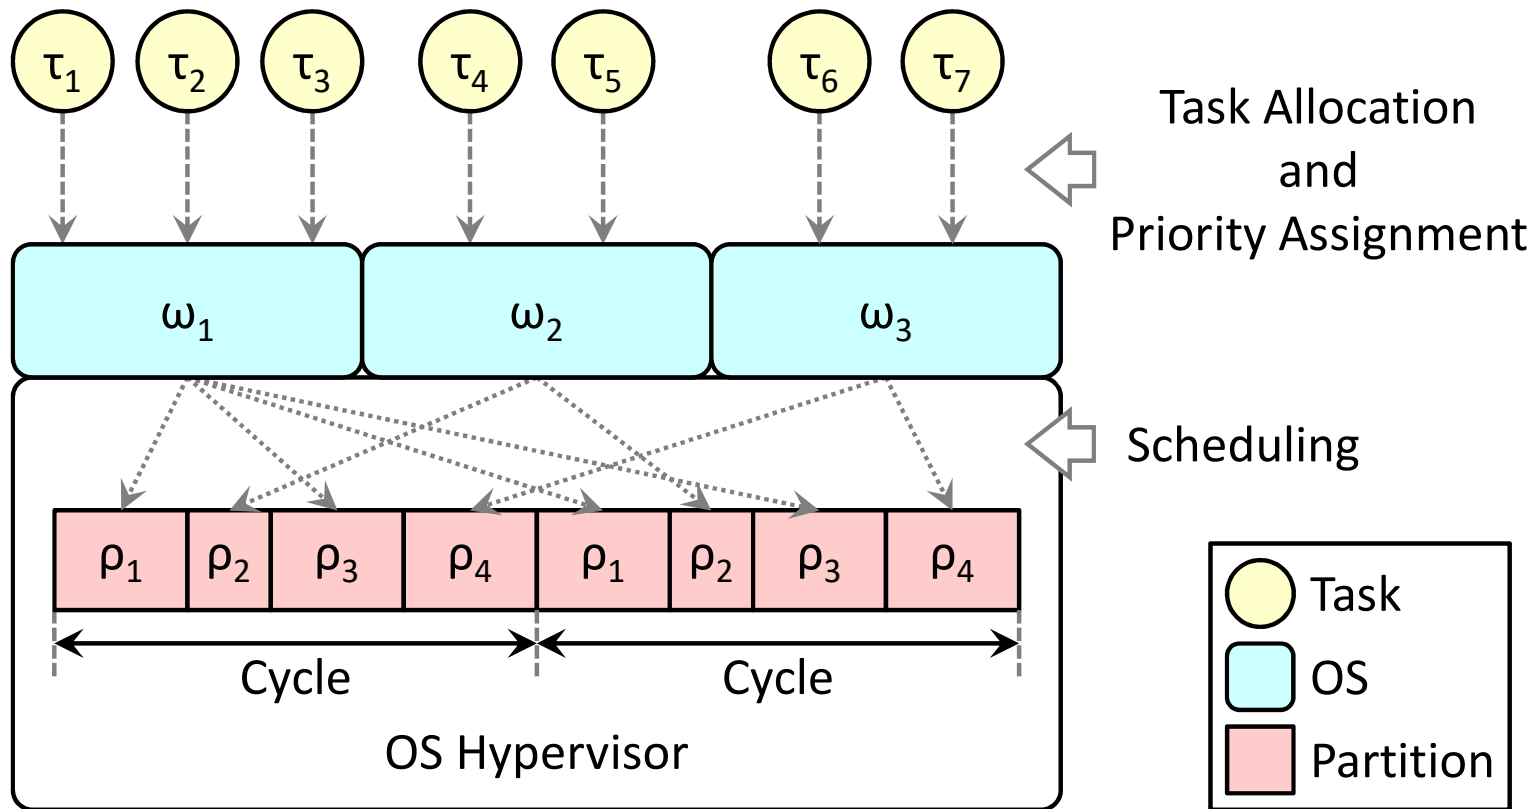 τ₁ τ₂ τ₃ τ₄ τ₅ τ₆ τ₇
Task Allocation
and
Priority Assignment
ω₁ ω₂ ω₃
Scheduling
ρ₁ ρ₂ ρ₃ ρ₄ ρ₁ ρ₂ ρ₃ ρ₄
Cycle Cycle
OS Hypervisor
Task
OS
Partition